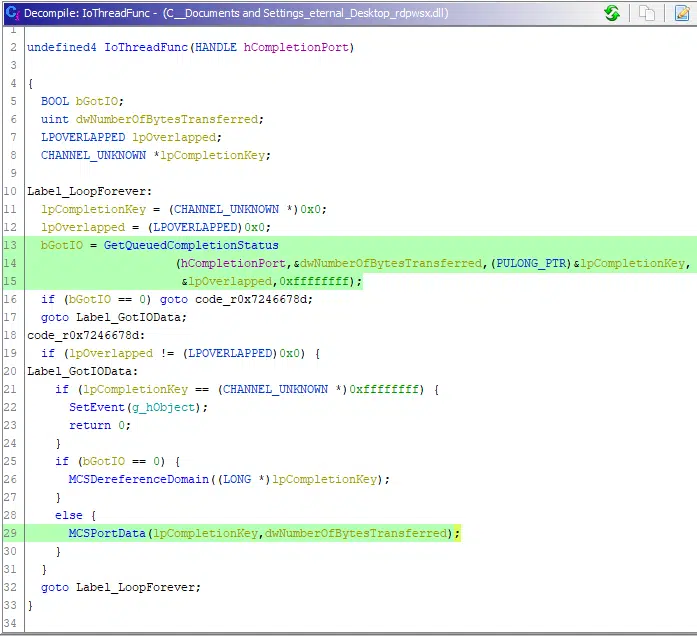 Decompile: IoThreadFunc - (C__Documents and Settings_eternal_Desktop_rdpwsx.dll)
1
2 undefined4 IoThreadFunc(HANDLE hCompletionPort)
3
4 {
5 BOOL bGotIO;
6 uint dwNumberOfBytesTransferred;
7 LPOVERLAPPED lpOverlapped;
8 CHANNEL_UNKNOWN *lpCompletionKey;
9
10 Label_LoopForever:
11 lpCompletionKey = (CHANNEL_UNKNOWN *)0x0;
12 lpOverlapped = (LPOVERLAPPED)0x0;
13 bGotIO = GetQueuedCompletionStatus
14 (hCompletionPort,&dwNumberOfBytesTransferred,(PULONG_PTR)&lpCompletionKey,
15 &lpOverlapped,0xffffffff);
16 if (bGotIO == 0) goto code_r0x7246678d;
17 goto Label_GotIOData;
18 code_r0x7246678d:
19 if (lpOverlapped != (LPOVERLAPPED)0x0) {
20 Label_GotIOData:
21 if (lpCompletionKey == (CHANNEL_UNKNOWN *)0xffffffff) {
22 SetEvent(g_hObject);
23 return 0;
24 }
25 if (bGotIO == 0) {
26 MCSDereferenceDomain((LONG *)lpCompletionKey);
27 }
28 else {
29 MCSPortData(lpCompletionKey,dwNumberOfBytesTransferred);
30 }
31 }
32 goto Label_LoopForever;
33 }
34